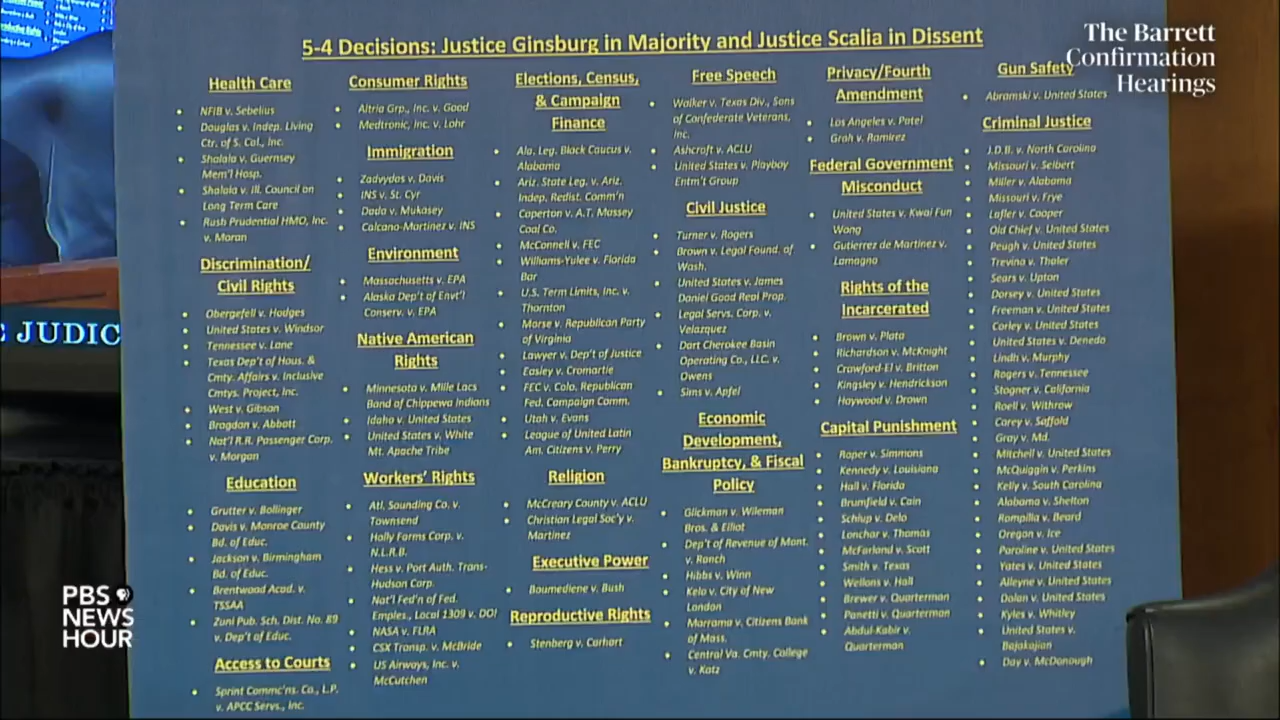 5-4 Decisions: Justice Ginsburg in Majority and Justice Scalia in Dissent
The Barrett
Confirmation
Hearings
Health Care
NFIB v. Sebelius
Douglas v. Indep. Living
Ctr. of S. Cal., Inc.
Shalala v. Guernsey
Mem'l Hosp.
Shalala v. Ill. Council on
Long Term Care
Rush Prudential HMO, Inc.
v. Moran
Discrimination/
Civil Rights
Obergefell v. Hodges
United States v. Windsor
Tennessee v. Lane
Texas Dep't of Hous. &
Cmty. Affairs v. Inclusive
Cmtys. Project, Inc.
West v. Gibson
Bragdon v. Abbott
Nat'l R.R. Passenger Corp.
v. Morgan
Education
Grutter v. Bollinger
Davis v. Monroe County
Bd. of Educ.
Jackson v. Birmingham
Bd. of Educ.
Brentwood Acad. v.
TSSAA
Zuni Pub. Sch. Dist. No. 89
v. Dep't of Educ.
Access to Courts
Sprint Commc'ns. Co., L.P.
v. APCC Servs., Inc.
Consumer Rights
Altria Grp., Inc. v. Good
Medtronic, Inc. v. Lohr
Immigration
Zadvydas v. Davis
INS v. St. Cyr
Dada v. Mukasey
Calcano-Martinez v. INS
Environment
Massachusetts v. EPA
Alaska Dep't of Envt'l
Conserv. v. EPA
Native American
Rights
Minnesota v. Mille Lacs
Band of Chippewa Indians
Idaho v. United States
United States v. White
Mt. Apache Tribe
Workers' Rights
Atl. Sounding Co. v.
Townsend
Holly Farms Corp. v.
N.L.R.B.
Hess v. Port Auth. Trans-
Hudson Corp.
Nat'l Fed'n of Fed.
Emples., Local 1309 v. DOI
NASA v. FLRA
CSX Transp. v. McBride
US Airways, Inc. v.
McCutchen
Elections, Census,
& Campaign
Finance
Ala. Leg. Black Caucus v.
Alabama
Ariz. State Leg. v. Ariz.
Indep. Redist. Comm'n
Caperton v. A.T. Massey
Coal Co.
McConnell v. FEC
Williams-Yulee v. Florida
Bar
U.S. Term Limits, Inc. v.
Thornton
Morse v. Republican Party
of Virginia
Lawyer v. Dep't of Justice
Easley v. Cromartie
FEC v. Colo. Republican
Fed. Campaign Comm.
Utah v. Evans
League of United Latin
Am. Citizens v. Perry
Religion
McCreary County v. ACLU
Christian Legal Soc'y v.
Martinez
Executive Power
Boumediene v. Bush
Reproductive Rights
Stenberg v. Carhart
Free Speech
Walker v. Texas Div., Sons
of Confederate Veterans,
Inc.
Ashcroft v. ACLU
United States v. Playboy
Entm't Group
Civil Justice
Turner v. Rogers
Brown v. Legal Found. of
Wash.
United States v. James
Daniel Good Real Prop.
Legal Servs. Corp. v.
Velazquez
Dart Cherokee Basin
Operating Co., LLC. v.
Owens
Sims v. Apfel
Economic
Development,
Bankruptcy, & Fiscal
Policy
Glickman v. Wileman
Bros. & Elliot
Dep't of Revenue of Mont.
v. Ranch
Hibbs v. Winn
Kelo v. City of New
London
Marrama v. Citizens Bank
of Mass.
Central Va. Cmty. College
v. Katz
Privacy/Fourth
Amendment
Los Angeles v. Patel
Groh v. Ramirez
Federal Government
Misconduct
United States v. Kwai Fun
Wong
Gutierrez de Martinez v.
Lamagno
Rights of the
Incarcerated
Brown v. Plata
Richardson v. McKnight
Crawford-El v. Britton
Kingsley v. Hendrickson
Haywood v. Drown
Capital Punishment
Roper v. Simmons
Kennedy v. Louisiana
Hall v. Florida
Brumfield v. Cain
Schlup v. Delo
Lonchar v. Thomas
McFarland v. Scott
Smith v. Texas
Wellons v. Hall
Brewer v. Quarterman
Panetti v. Quarterman
Abdul-Kabir v.
Quarterman
Gun Safety
Abramski v. United States
Criminal Justice
J.D.B. v. North Carolina
Missouri v. Seibert
Miller v. Alabama
Missouri v. Frye
Lafler v. Cooper
Old Chief v. United States
Peugh v. United States
Trevino v. Thaler
Sears v. Upton
Dorsey v. United States
Freeman v. United States
Corley v. United States
United States v. Denedo
Lindh v. Murphy
Rogers v. Tennessee
Stogner v. California
Roell v. Withrow
Carey v. Saffold
Gray v. Md.
Mitchell v. United States
McQuiggin v. Perkins
Kelly v. South Carolina
Alabama v. Shelton
Rompilla v. Beard
Oregon v. Ice
Paroline v. United States
Yates v. United States
Alleyne v. United States
Dolan v. United States
Kyles v. Whitley
United States v.
Bajakajian
Day v. McDonough
E JUDIC
PBS
NEWS
HOUR